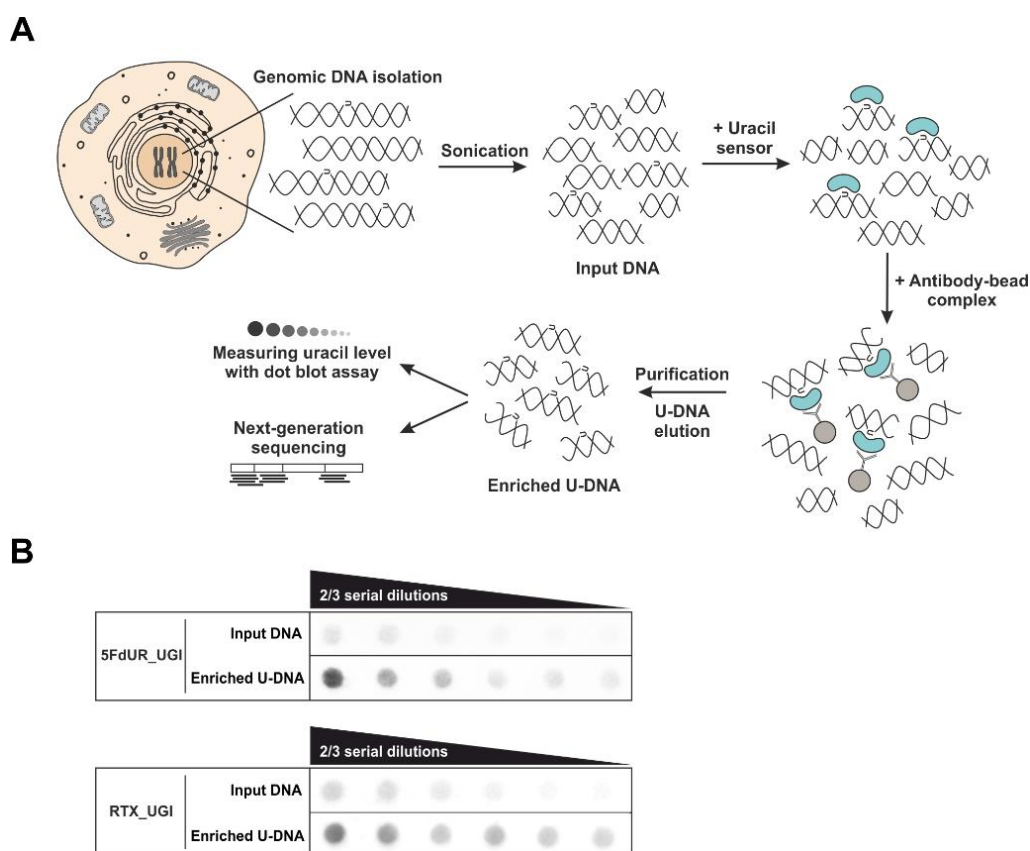 A
Genomic DNA isolation
Sonication
+ Uracil
sensor
Input DNA
+ Antibody-bead
complex
Measuring uracil level
with dot blot assay
Next-generation
sequencing
Enriched U-DNA
Purification
U-DNA
elution
B
2/3 serial dilutions
5FdUR_UGI
Input DNA
Enriched U-DNA
2/3 serial dilutions
RTX_UGI
Input DNA
Enriched U-DNA